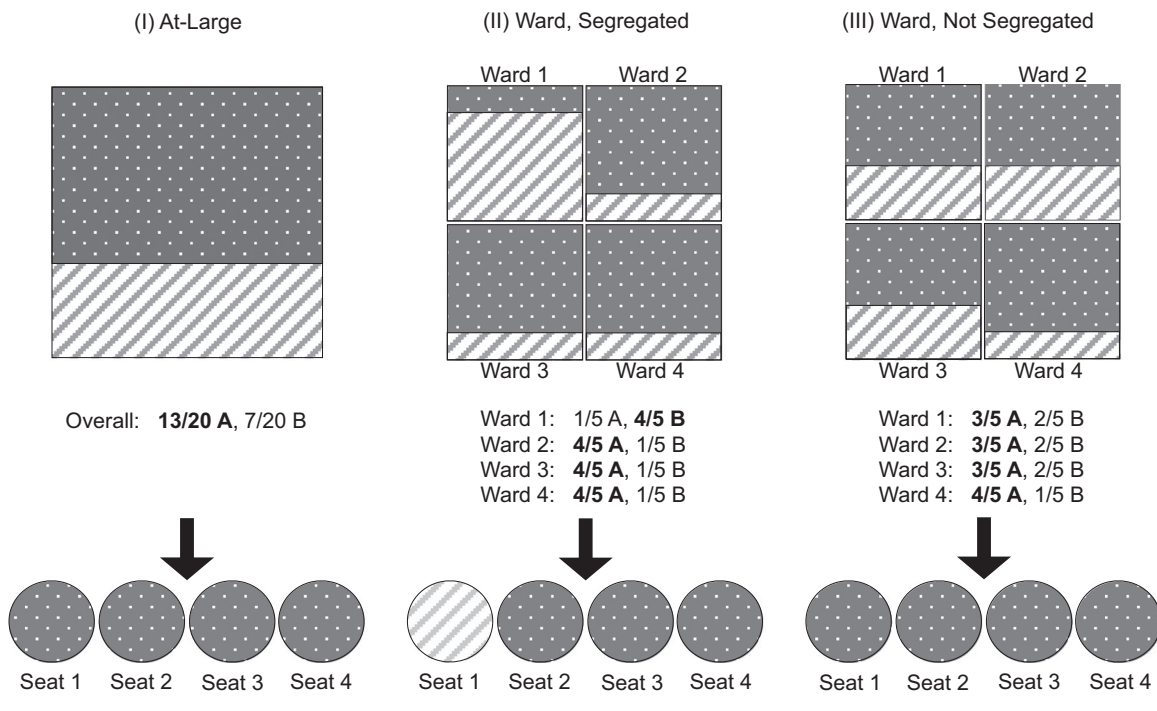 (I) At-Large
Overall: 13/20 A, 7/20 B
Seat 1 Seat 2 Seat 3 Seat 4
(II) Ward, Segregated
Ward 1 Ward 2
Ward 3 Ward 4
Ward 1: 1/5 A, 4/5 B
Ward 2: 4/5 A, 1/5 B
Ward 3: 4/5 A, 1/5 B
Ward 4: 4/5 A, 1/5 B
Seat 1 Seat 2 Seat 3 Seat 4
(III) Ward, Not Segregated
Ward 1 Ward 2
Ward 3 Ward 4
Ward 1: 3/5 A, 2/5 B
Ward 2: 3/5 A, 2/5 B
Ward 3: 3/5 A, 2/5 B
Ward 4: 4/5 A, 1/5 B
Seat 1 Seat 2 Seat 3 Seat 4